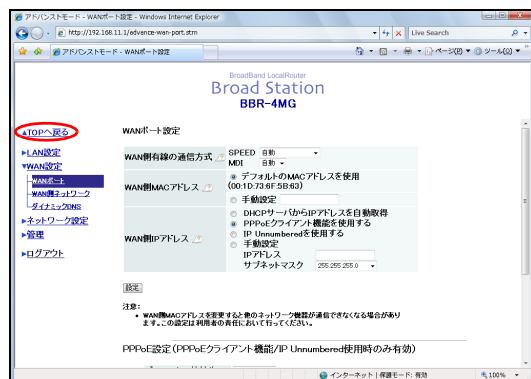 アドバンストモード - WANポート設定 - Windows Internet Explorer
http://192.168.11.1/advance-wan-port.stm
Live Search
アドバンストモード - WANポート設定
ページ(P)
ツール(O)
BroadBand LocalRouter
Broad Station
BBR-4MG
▲TOPへ戻る
▶LAN設定
▼WAN設定
WANポート
WAN側ネットワーク
ダイナミックDNS
▶ネットワーク設定
▶管理
▶ログアウト
WANポート設定
WAN側有線の通信方式
SPEED 自動
MDI 自動
WAN側MACアドレス
デフォルトのMACアドレスを使用
(00:1D:73:6F:5B:63)
手動設定
WAN側IPアドレス
DHCPサーバからIPアドレスを自動取得
PPPoEクライアント機能を使用する
IP Unnumberedを使用する
手動設定
IPアドレス
サブネットマスク 255.255.255.0
設定
注意:
• WAN側MACアドレスを変更すると他のネットワーク機器が通信できなくなる場合があり
ます。この設定は利用者の責任において行ってください。
PPPoE設定(PPPoEクライアント機能/IP Unnumbered使用時のみ有効)
インターネット | 保護モード: 有効
100%